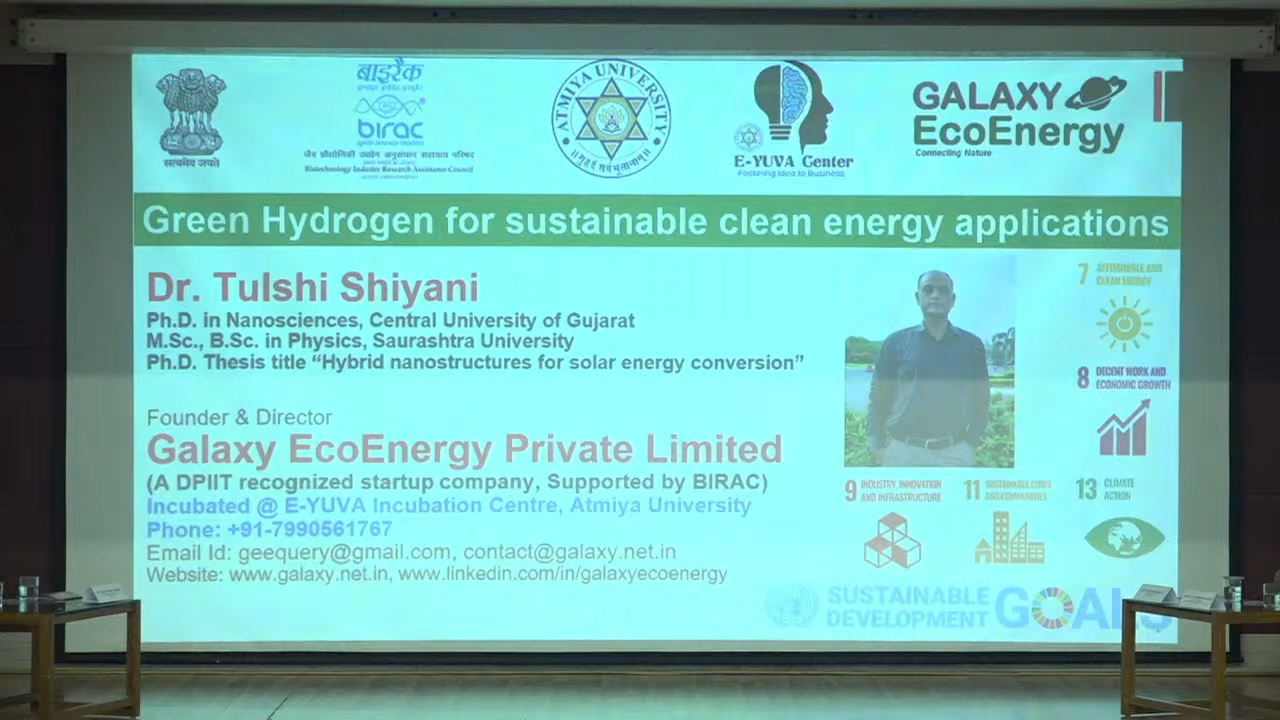 सत्यमेव जयते
बाइरैक
birac
जैव प्रौद्योगिकी उद्योग अनुसंधान सहायता परिषद
Biotechnology Industry Research Assistance Council
ATMIYA UNIVERSITY
E-YUVA Center
Fostering Idea to Business
GALAXY
EcoEnergy
Connecting Nature
Green Hydrogen for sustainable clean energy applications
Dr. Tulshi Shiyani
Ph.D. in Nanosciences, Central University of Gujarat
M.Sc., B.Sc. in Physics, Saurashtra University
Ph.D. Thesis title “Hybrid nanostructures for solar energy conversion”
Founder & Director
Galaxy EcoEnergy Private Limited
(A DPIIT recognized startup company, Supported by BIRAC)
Incubated @ E-YUVA Incubation Centre, Atmiya University
Phone: +91-7990561767
Email Id: geequery@gmail.com, contact@galaxy.net.in
Website: www.galaxy.net.in, www.linkedin.com/in/galaxyecoenergy
7 AFFORDABLE AND
CLEAN ENERGY
8 DECENT WORK AND
ECONOMIC GROWTH
9 INDUSTRY, INNOVATION
AND INFRASTRUCTURE
11 SUSTAINABLE CITIES
AND COMMUNITIES
13 CLIMATE
ACTION
SUSTAINABLE
DEVELOPMENT
GOALS